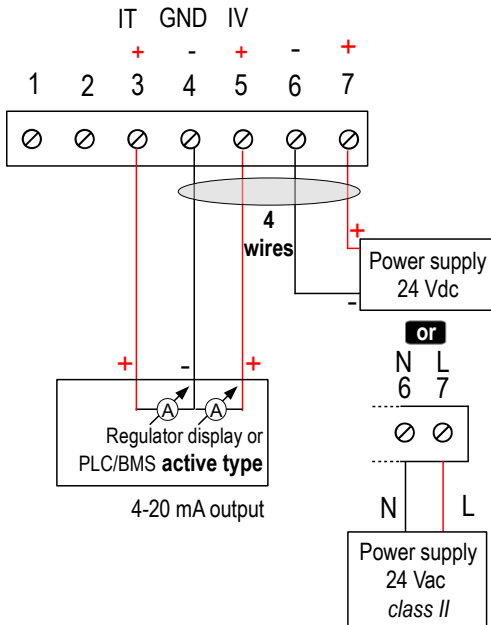 IT GND IV
+ - + - +
1 2 3 4 5 6 7
4
wires
+
Power supply
24 Vdc
-
or
N L
6 7
+ - +
A A
Regulator display or
PLC/BMS active type
4-20 mA output
N L
Power supply
24 Vac
class II